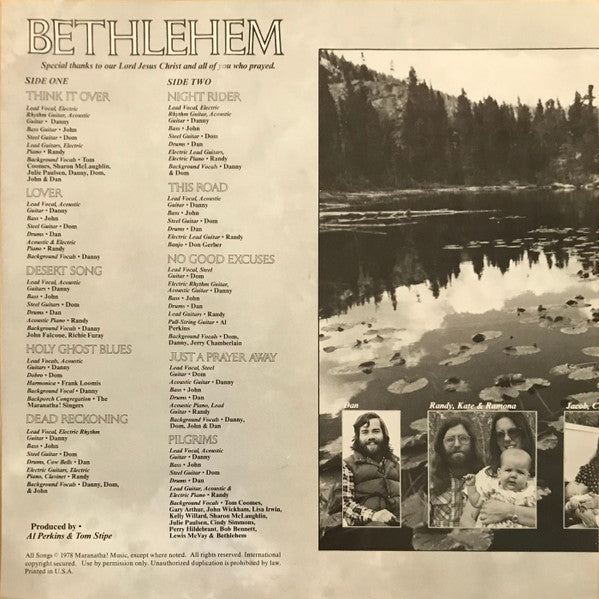 BETHLEHEM
Special thanks to our Lord Jesus Christ and all of you who prayed.
SIDE ONE
THINK IT OVER
Lead Vocal, Electric
Rhythm Guitar, Acoustic
Guitar • Danny
Bass Guitar • John
Steel Guitar • Dom
Lead Guitars, Electric
Piano • Randy
Background Vocals • Tom
Coomes, Sharon McLaughlin,
Julie Paulsen, Danny, Dom,
John & Dan
LOVER
Lead Vocal, Acoustic
Guitar • Danny
Bass • John
Steel Guitar • Dom
Drums • Dan
Acoustic & Electric
Piano • Randy
Background Vocal • Danny
DESERT SONG
Lead Vocal, Acoustic
Guitars • Danny
Bass • John
Steel Guitars • Dom
Drums • Dan
Acoustic Piano • Randy
Background Vocals • Danny
John Falcone, Richie Furay
HOLY GHOST BLUES
Lead Vocals, Acoustic
Guitars • Danny
Dobro • Dom
Harmonica • Frank Loomis
Background Vocal • Danny
Backporch Congregation • The
Maranatha! Singers
DEAD RECKONING
Lead Vocal, Electric Rhythm
Guitar • Danny
Bass • John
Steel Guitar • Dom
Drums, Cow Bells • Dan
Electric Guitars, Electric
Piano, Clavinet • Randy
Background Vocals • Danny, Dom,
& John
Produced by •
Al Perkins & Tom Stipe
SIDE TWO
NIGHT RIDER
Lead Vocal, Electric
Rhythm Guitar, Acoustic
Guitar • Danny
Bass • John
Steel Guitar • Dom
Drums • Dan
Electric Lead Guitars,
Electric Piano • Randy
Background Vocals • Danny
& Dom
THIS ROAD
Lead Vocal, Acoustic
Guitar • Danny
Bass • John
Steel Guitar • Dom
Drums • Dan
Electric Lead Guitar • Randy
Banjo • Don Gerber
NO GOOD EXCUSES
Lead Vocal, Steel
Guitar • Dom
Electric Rhythm Guitar,
Acoustic Guitar • Danny
Bass • John
Drums • Dan
Lead Guitars • Randy
Pull-String Guitar • Al
Perkins
Background Vocals • Dom,
Danny, Jerry Chamberlain
JUST A PRAYER AWAY
Lead Vocal, Steel
Guitar • Dom
Acoustic Guitar • Danny
Bass • John
Drums • Dan
Acoustic Piano, Lead
Guitar • Randy
Background Vocals • Danny,
Dom, John & Dan
PILGRIMS
Lead Vocal, Acoustic
Guitar • Danny
Bass • John
Steel Guitar • Dom
Drums • Dan
Lead Guitar, Acoustic &
Electric Piano • Randy
Background Vocals • Tom Coomes,
Gary Arthur, John Wickham, Lisa Irwin,
Kelly Willard, Sharon McLaughlin,
Julie Paulsen, Cindy Simmons,
Perry Hildebrant, Bob Bennett,
Lewis McVay & Bethlehem
Dan
Randy, Kate & Ramona
Jacob, C
All Songs © 1978 Maranatha! Music, except where noted. All rights reserved. International
copyright secured. Use by permission only. Unauthorized duplication is prohibited by law.
Printed in U.S.A.